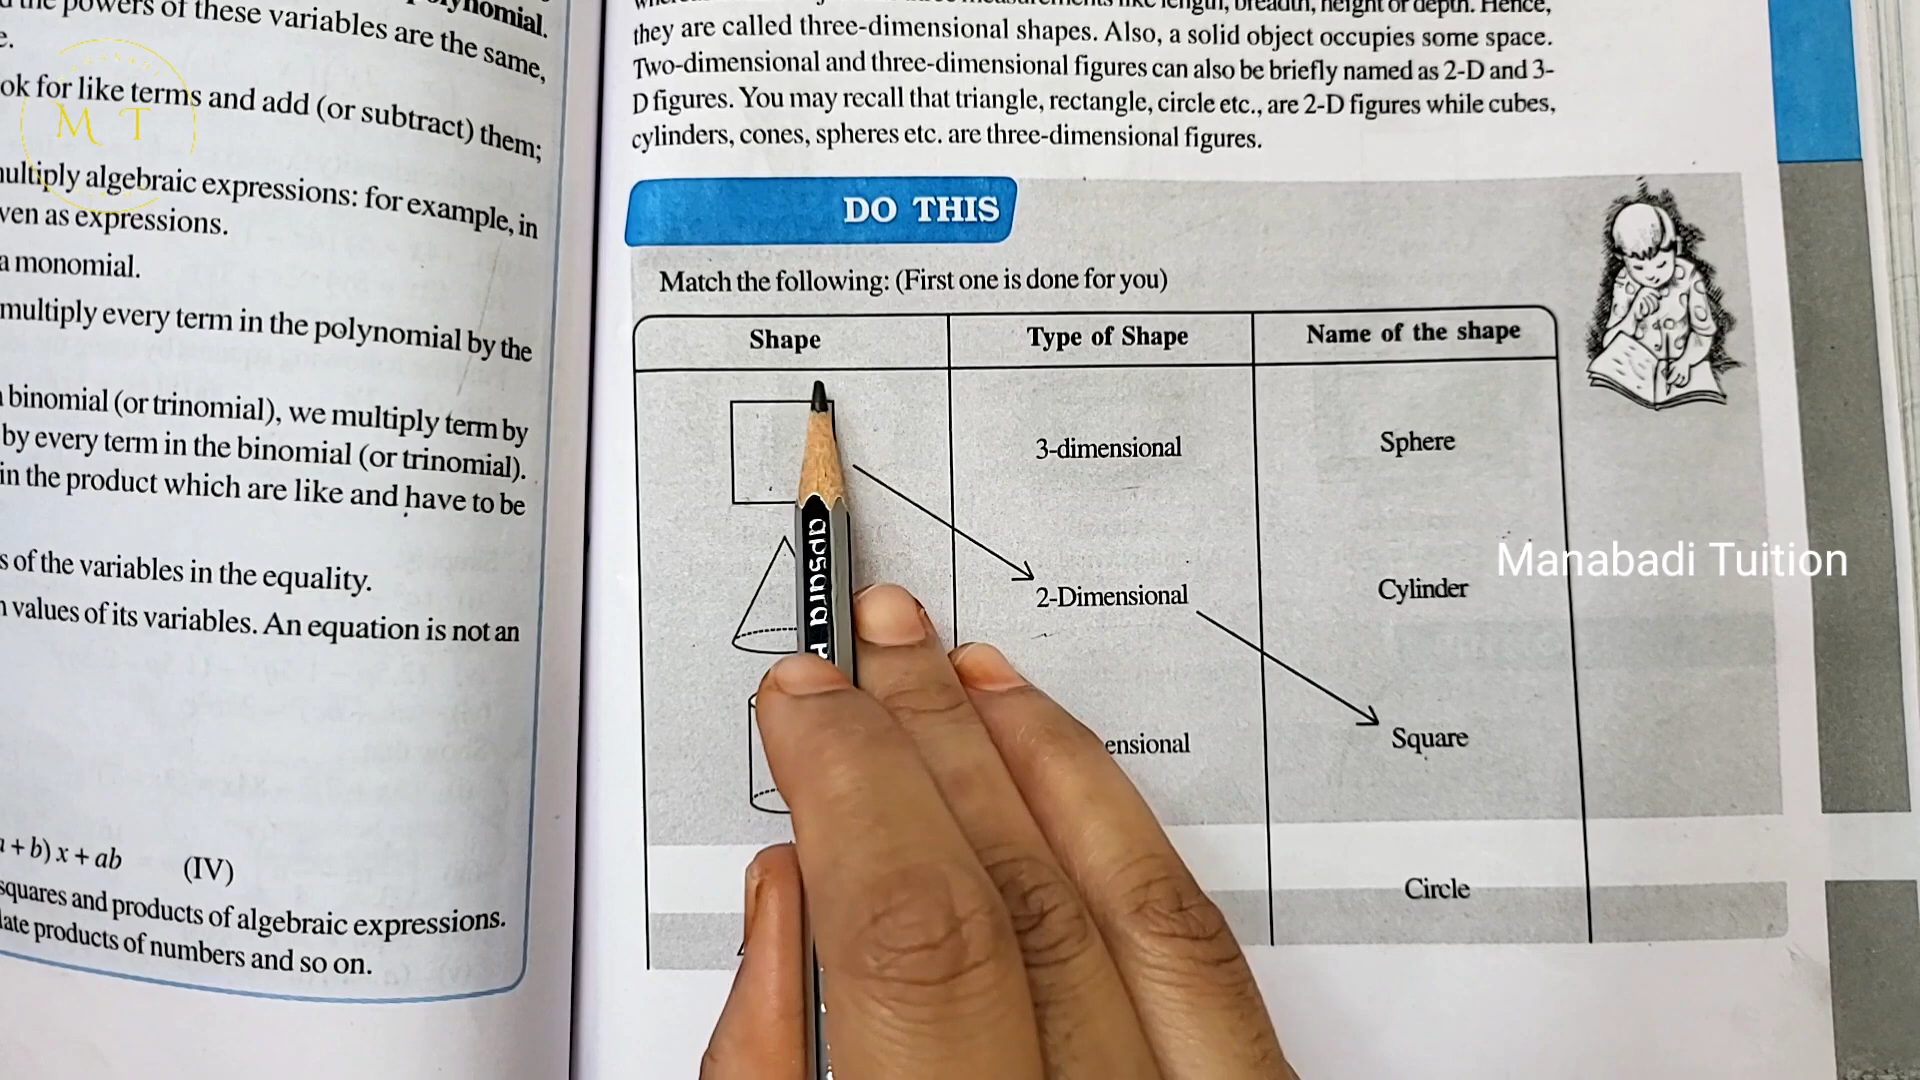 polynomial.
the powers of these variables are the same,
e.
ok for like terms and add (or subtract) them;
multiply algebraic expressions: for example, in
ven as expressions.
a monomial.
multiply every term in the polynomial by the
binomial (or trinomial), we multiply term by
by every term in the binomial (or trinomial).
in the product which are like and have to be
s of the variables in the equality.
values of its variables. An equation is not an
+ b) x + ab (IV)
squares and products of algebraic expressions.
late products of numbers and so on.
M T
length, breadth, height or depth. Hence,
they are called three-dimensional shapes. Also, a solid object occupies some space.
Two-dimensional and three-dimensional figures can also be briefly named as 2-D and 3-
D figures. You may recall that triangle, rectangle, circle etc., are 2-D figures while cubes,
cylinders, cones, spheres etc. are three-dimensional figures.
DO THIS
Match the following: (First one is done for you)
Shape Type of Shape Name of the shape
3-dimensional Sphere
2-Dimensional Cylinder
ensional Square
Circle
apsara
Manabadi Tuition